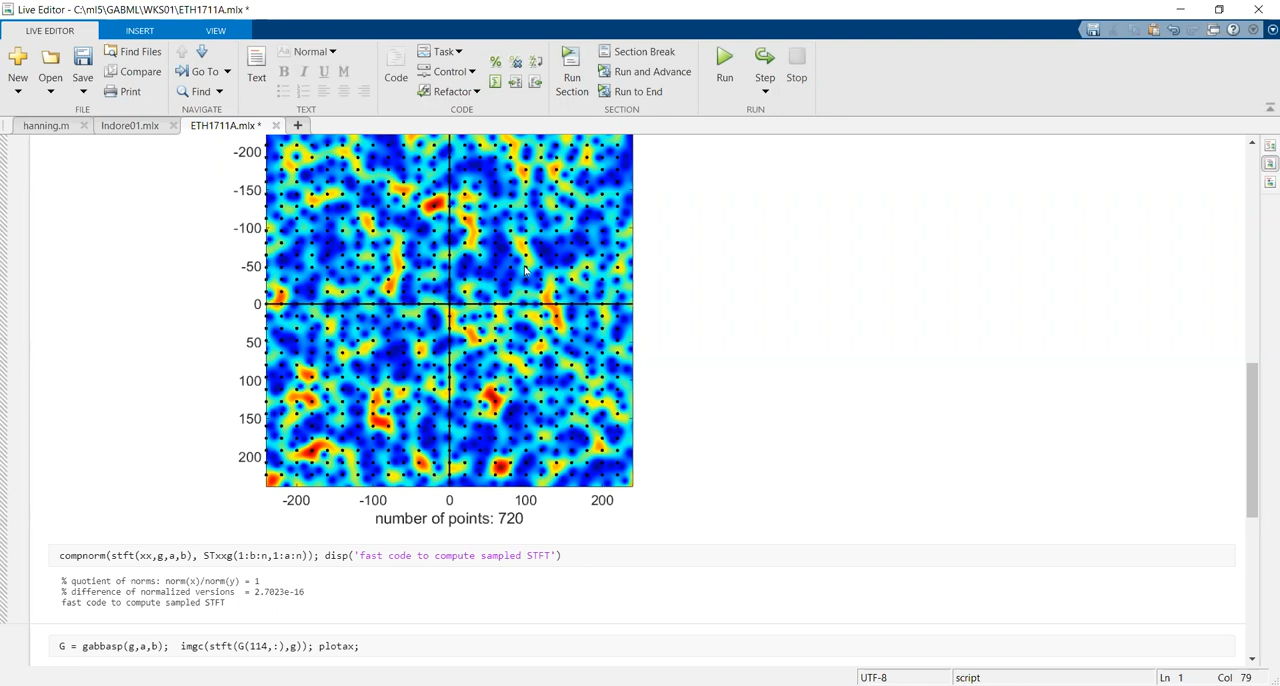 Live Editor - C:\ml5\GABML\WKS01\ETH1711A.mlx *
LIVE EDITOR INSERT VIEW
New Open Save Find Files Compare Print
FILE
Go To Find
NAVIGATE
Text Normal
B I U M
TEXT
Code Task Control Refactor
CODE
Run Section Section Break Run and Advance Run to End
SECTION
Run Step Stop
RUN
hanning.m Indore01.mlx ETH1711A.mlx *
-200
-150
-100
-50
0
50
100
150
200
-200 -100 0 100 200
number of points: 720
compnorm(stft(xx,g,a,b), STxxg(1:b:n,1:a:n)); disp('fast code to compute sampled STFT')
% quotient of norms: norm(x)/norm(y) = 1
% difference of normalized versions = 2.7023e-16
fast code to compute sampled STFT
G = gabbasp(g,a,b); imgc(stft(G(114,:),g)); plotax;
UTF-8 script Ln 1 Col 79